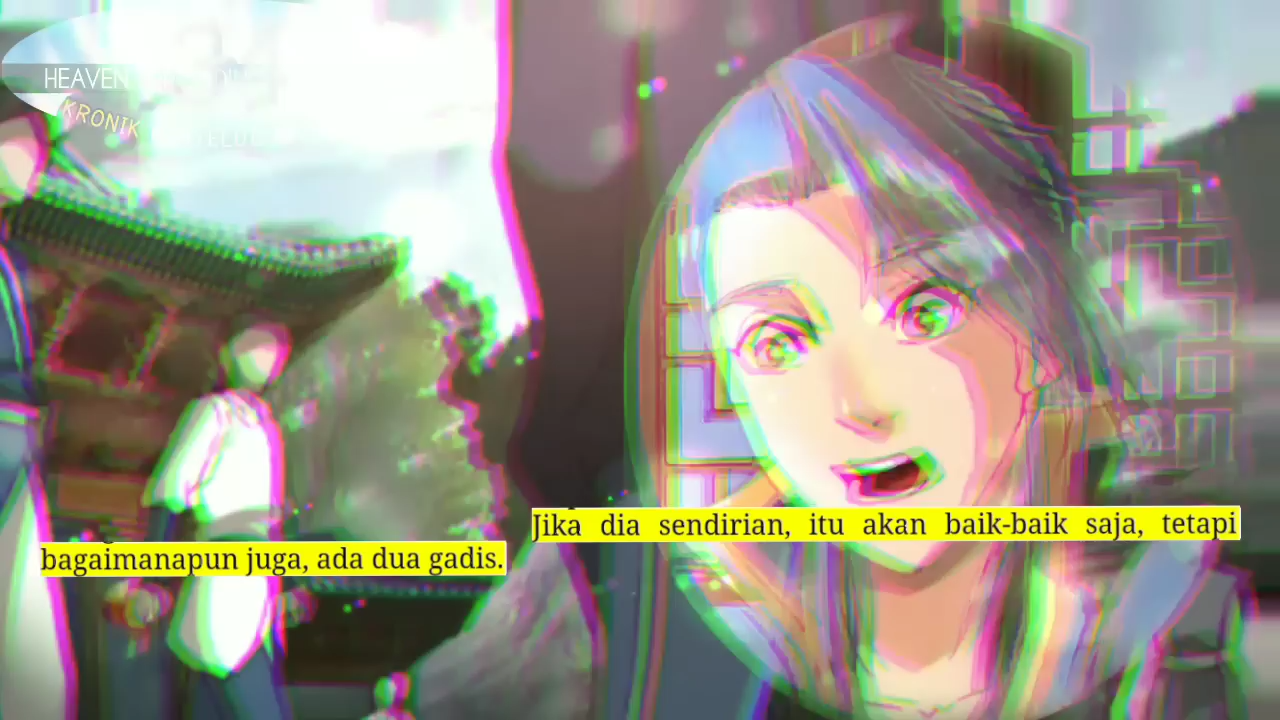 HEAVEN
KRONIK
Jika dia sendirian, itu akan baik-baik saja, tetapi
bagaimanapun juga, ada dua gadis.